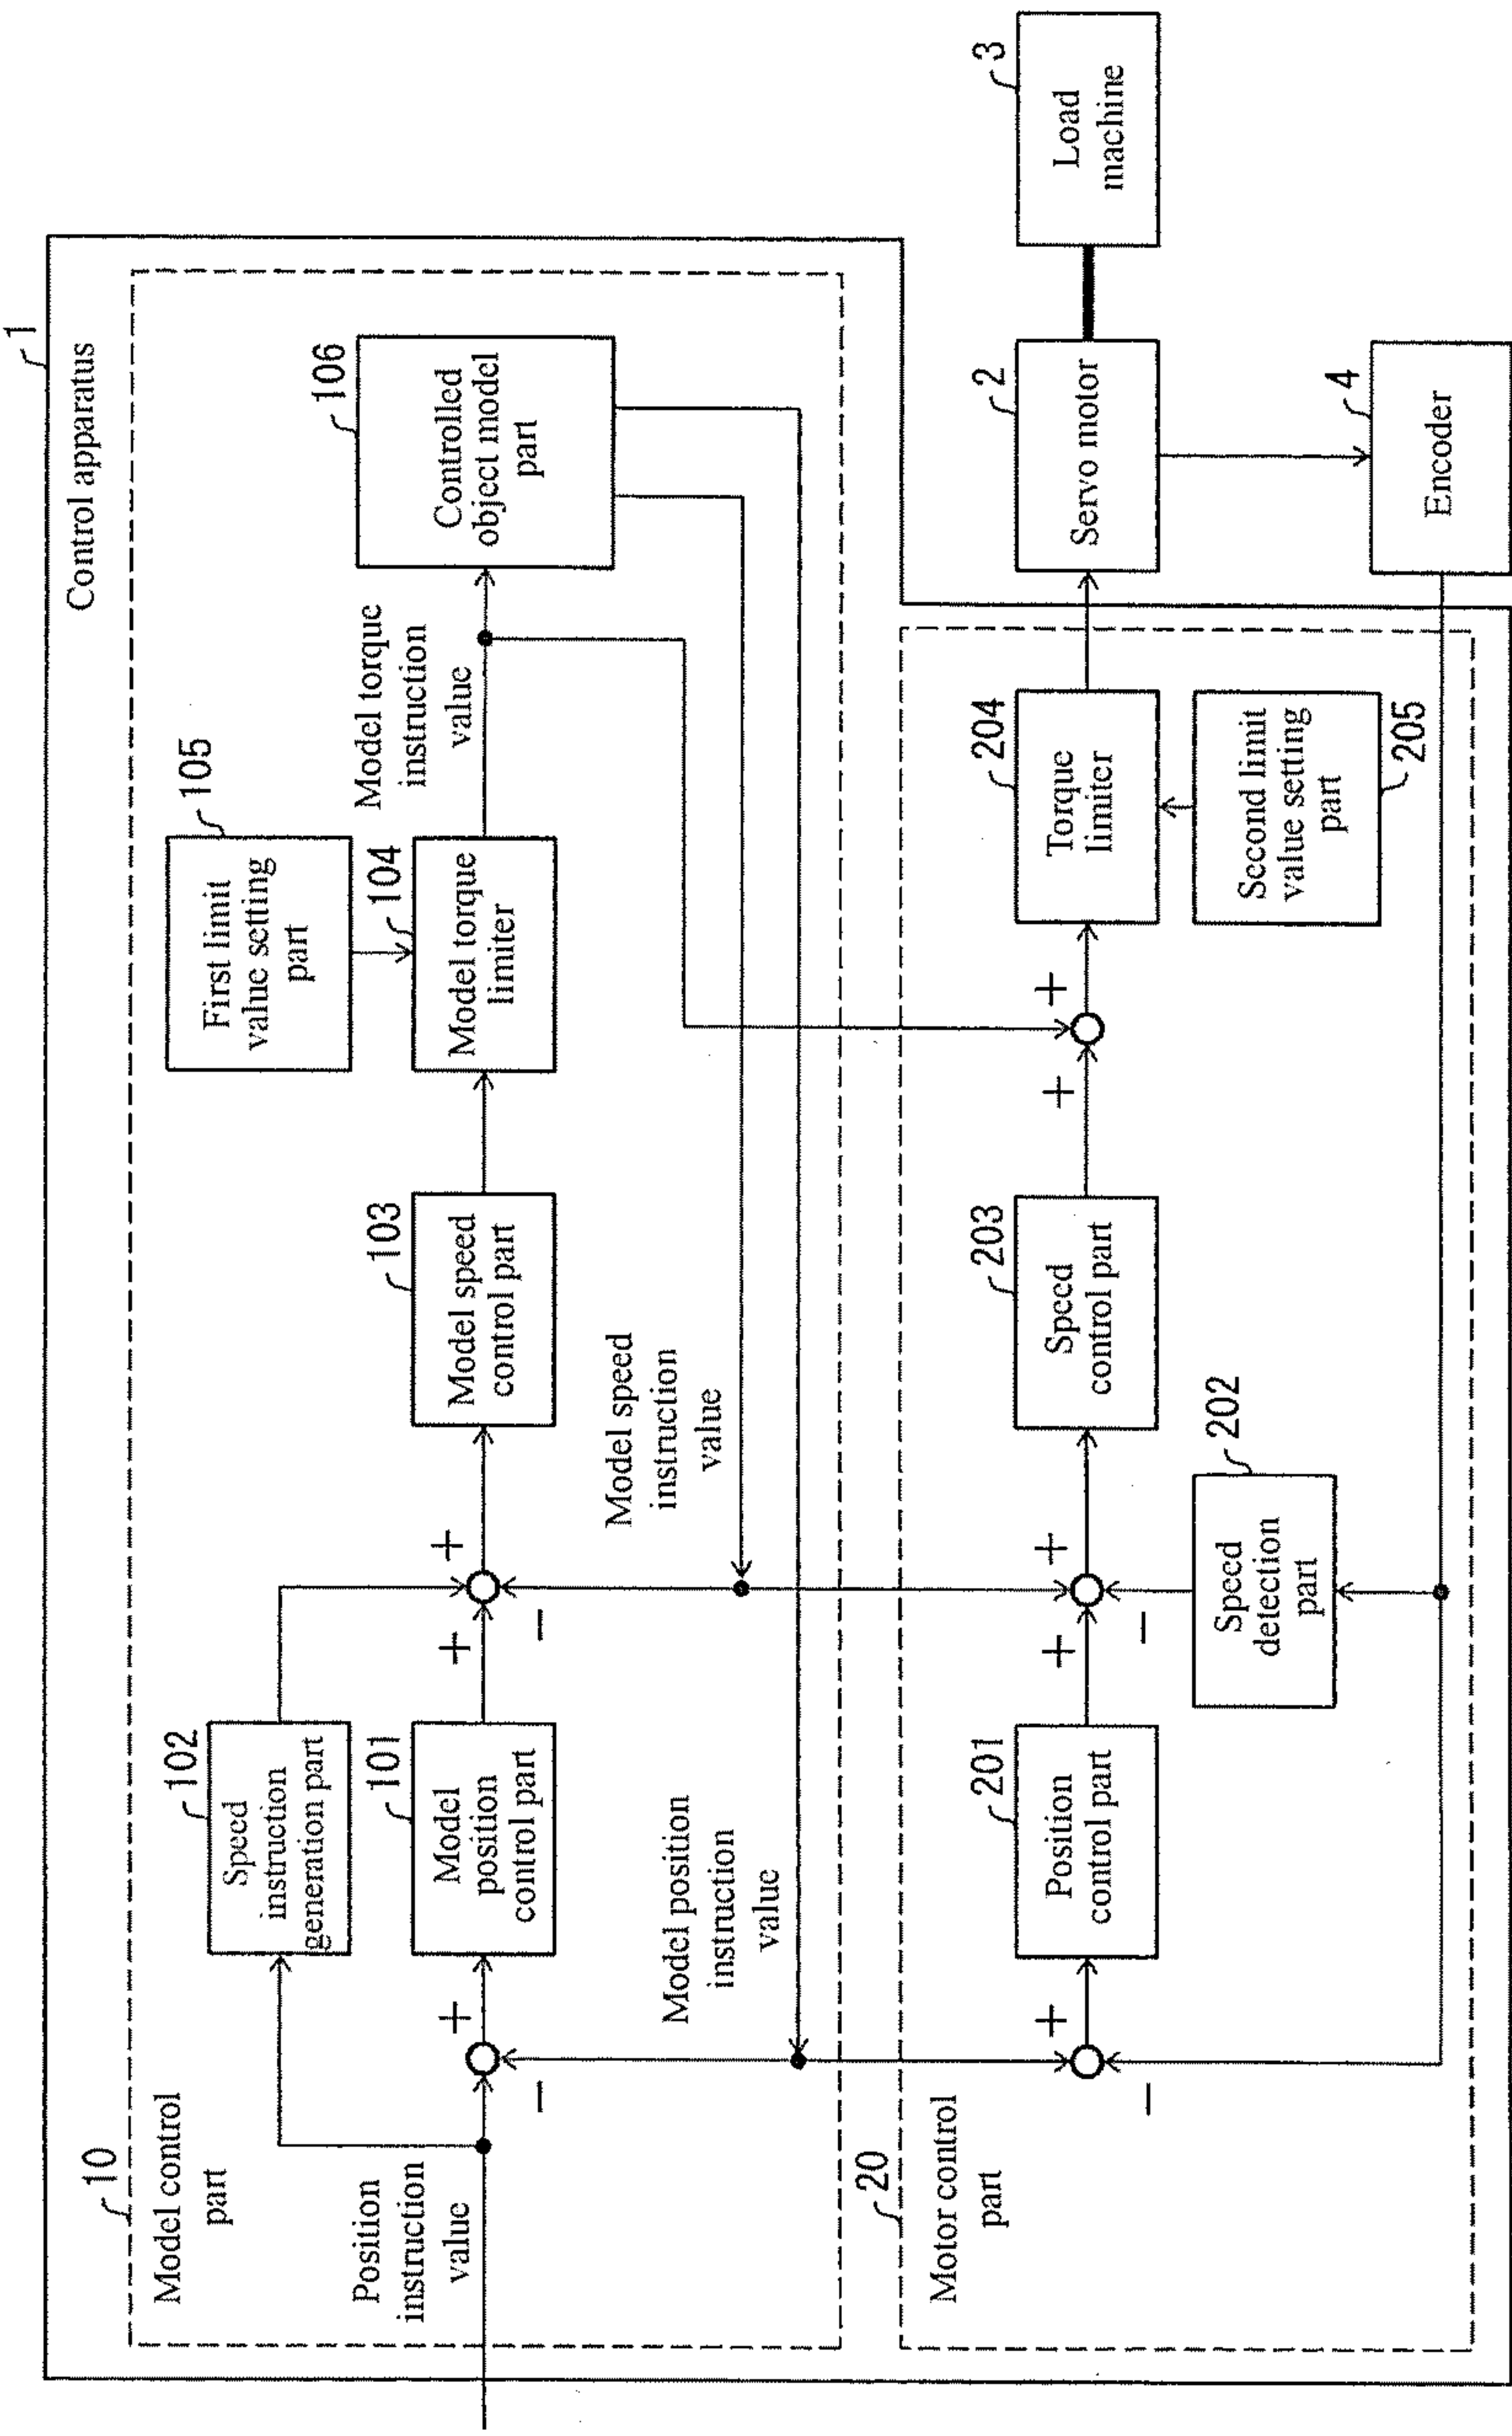 1
Control apparatus
10
Model control
part
Position
instruction
value
102
Speed
instruction
generation part
101
Model
position
control part
+
−
+
+
−
103
Model speed
control part
First limit
value setting
part
105
104
Model torque
limiter
Model torque
instruction
value
106
Controlled
object model
part
Model speed
instruction
value
Model position
instruction
value
20
Motor control
part
+
−
201
Position
control part
+
+
−
Speed
detection
part
202
203
Speed
control part
+
+
204
Torque
limiter
Second limit
value setting
part
205
2
Servo motor
3
Load
machine
4
Encoder